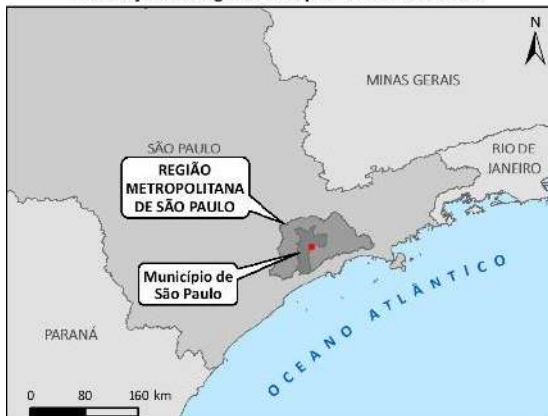 N
MINAS GERAIS
SÃO PAULO
RIO DE
JANEIRO
REGIÃO
METROPOLITANA
DE SÃO PAULO
Município de
São Paulo
OCEANO ATLÂNTICO
PARANÁ
0 80 160 km